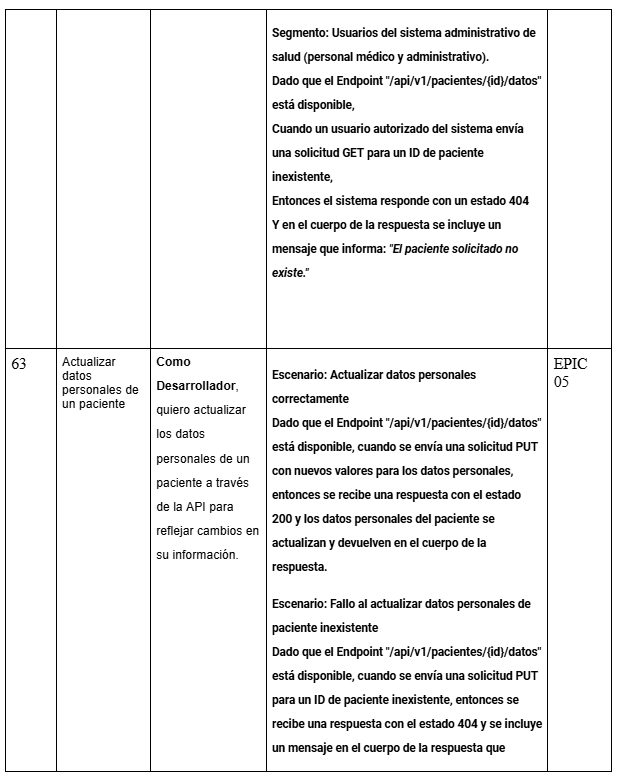 Segmento: Usuarios del sistema administrativo de
salud (personal médico y administrativo).
Dado que el Endpoint "/api/v1/pacientes/{id}/datos"
está disponible,
Cuando un usuario autorizado del sistema envía
una solicitud GET para un ID de paciente
inexistente,
Entonces el sistema responde con un estado 404
Y en el cuerpo de la respuesta se incluye un
mensaje que informa: "El paciente solicitado no
existe."
63
Actualizar
datos
personales de
un paciente
Como
Desarrollador,
quiero actualizar
los datos
personales de un
paciente a través
de la API para
reflejar cambios en
su información.
Escenario: Actualizar datos personales
correctamente
Dado que el Endpoint "/api/v1/pacientes/{id}/datos"
está disponible, cuando se envía una solicitud PUT
con nuevos valores para los datos personales,
entonces se recibe una respuesta con el estado
200 y los datos personales del paciente se
actualizan y devuelven en el cuerpo de la
respuesta.
Escenario: Fallo al actualizar datos personales de
paciente inexistente
Dado que el Endpoint "/api/v1/pacientes/{id}/datos"
está disponible, cuando se envía una solicitud PUT
para un ID de paciente inexistente, entonces se
recibe una respuesta con el estado 404 y se incluye
un mensaje en el cuerpo de la respuesta que
EPIC
05